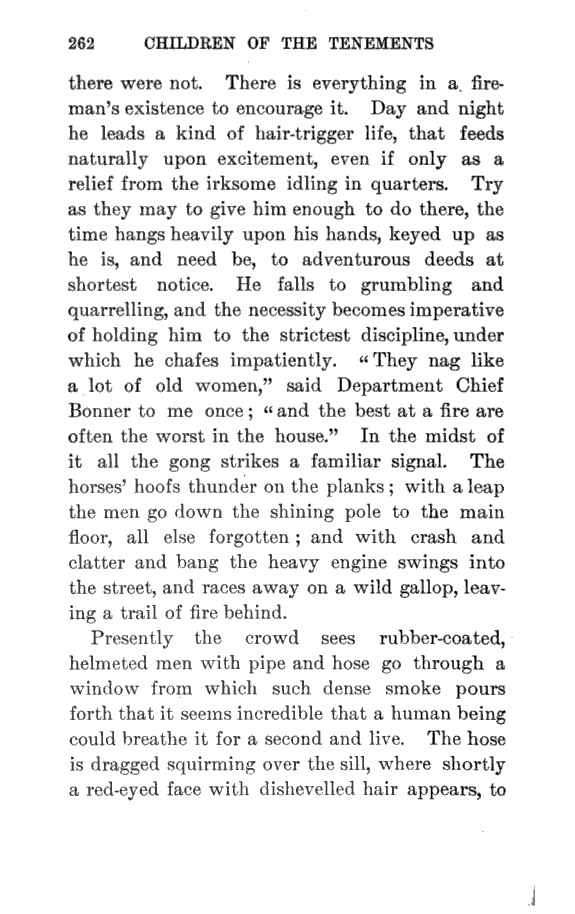 262 CHILDREN OF THE TENEMENTS
there were not. There is everything in a fire-
man's existence to encourage it. Day and night
he leads a kind of hair-trigger life, that feeds
naturally upon excitement, even if only as a
relief from the irksome idling in quarters. Try
as they may to give him enough to do there, the
time hangs heavily upon his hands, keyed up as
he is, and need be, to adventurous deeds at
shortest notice. He falls to grumbling and
quarrelling, and the necessity becomes imperative
of holding him to the strictest discipline, under
which he chafes impatiently. “They nag like
a lot of old women,” said Department Chief
Bonner to me once; “and the best at a fire are
often the worst in the house.” In the midst of
it all the gong strikes a familiar signal. The
horses' hoofs thunder on the planks; with a leap
the men go down the shining pole to the main
floor, all else forgotten; and with crash and
clatter and bang the heavy engine swings into
the street, and races away on a wild gallop, leav-
ing a trail of fire behind.
Presently the crowd sees rubber-coated,
helmeted men with pipe and hose go through a
window from which such dense smoke pours
forth that it seems incredible that a human being
could breathe it for a second and live. The hose
is dragged squirming over the sill, where shortly
a red-eyed face with dishevelled hair appears, to